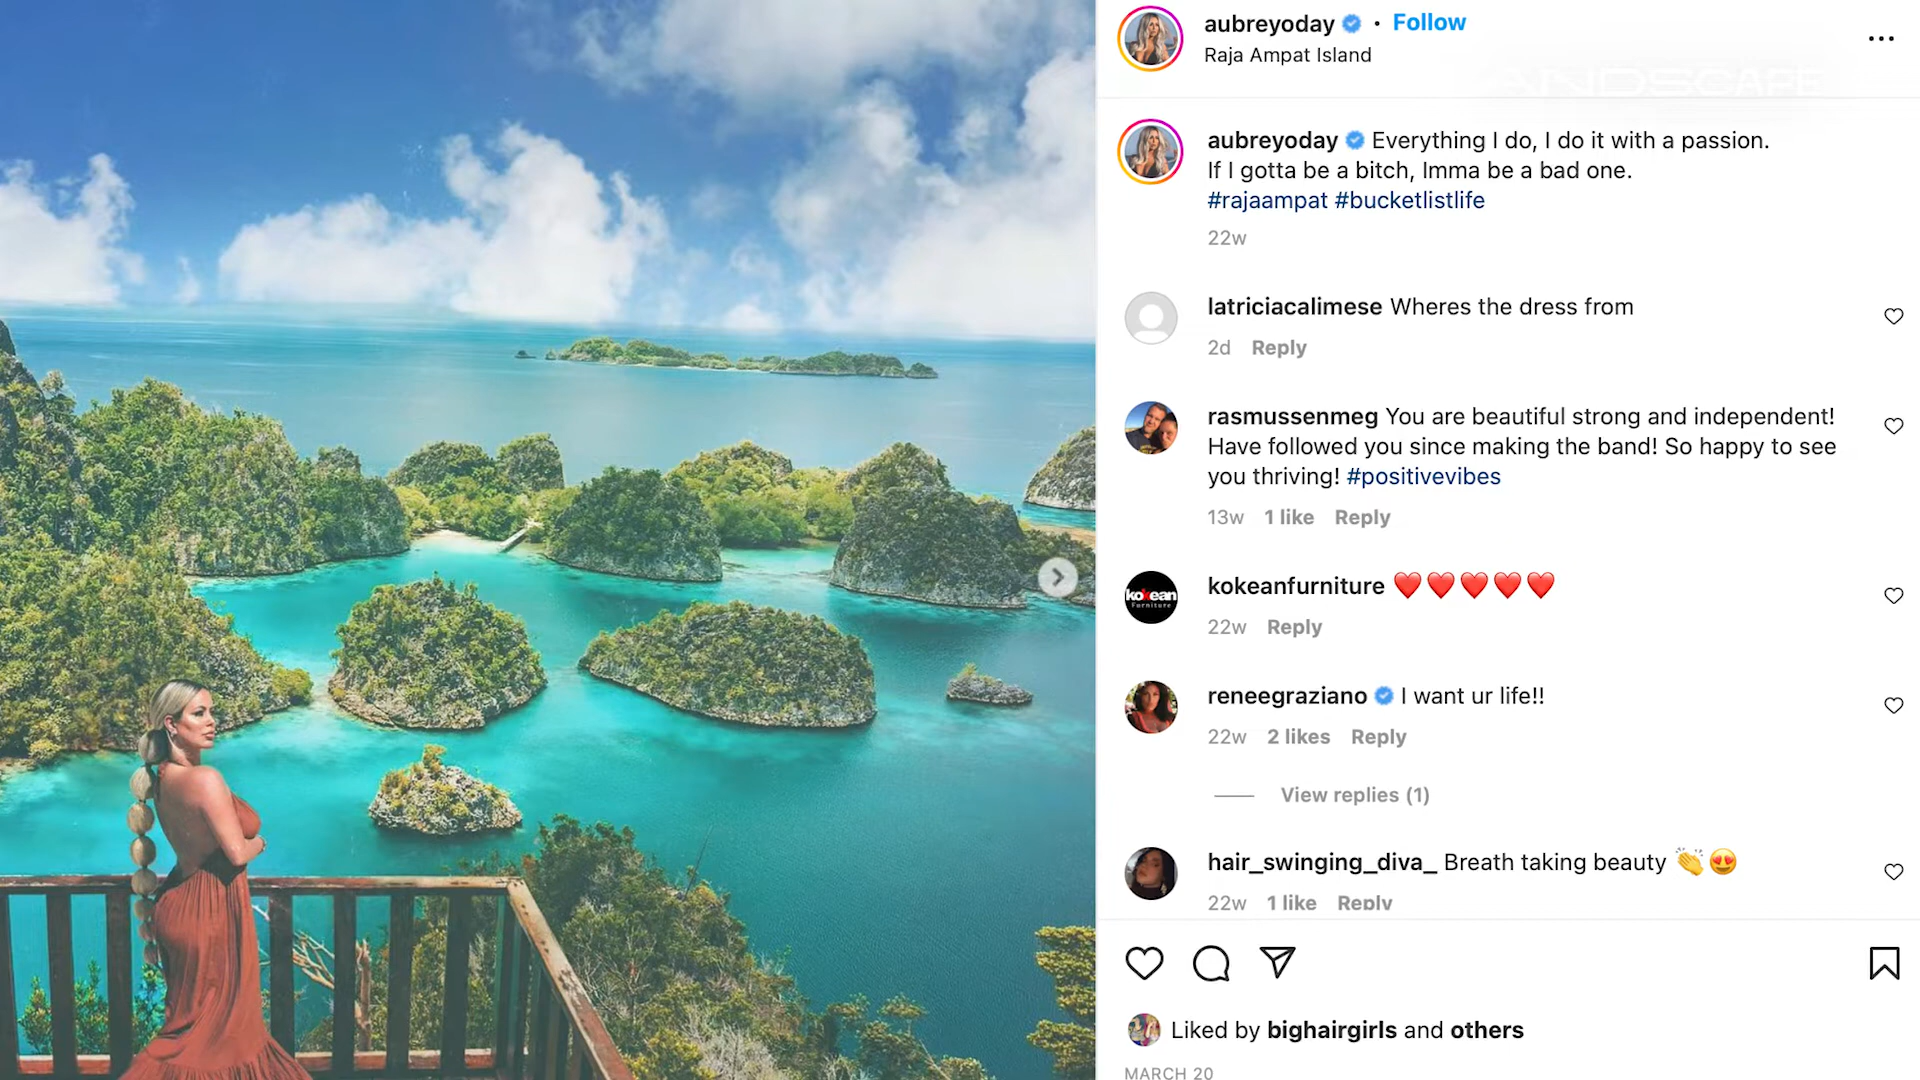 aubreyoday • Follow
Raja Ampat Island
ANDSCAPE
aubreyoday Everything I do, I do it with a passion.
If I gotta be a bitch, Imma be a bad one.
#rajaampat #bucketlistlife
22w
latriciacalimese Wheres the dress from
2d Reply
rasmussenmeg You are beautiful strong and independent!
Have followed you since making the band! So happy to see
you thriving! #positivevibes
13w 1 like Reply
kokean
Furniture
kokeanfurniture ❤️❤️❤️❤️❤️
22w Reply
reneegraziano I want ur life!!
22w 2 likes Reply
View replies (1)
hair_swinging_diva_ Breath taking beauty 👏😍
22w 1 like Reply
Liked by bighairgirls and others
MARCH 20